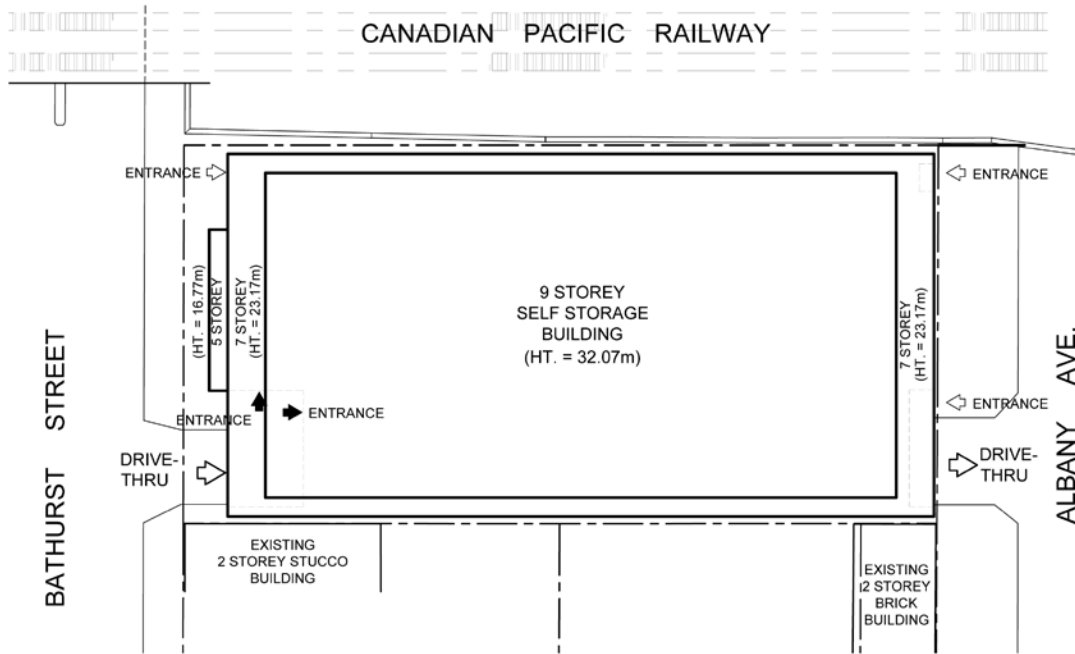 CANADIAN PACIFIC RAILWAY
ENTRANCE
ENTRANCE
(HT. = 16.77m)
5 STOREY
7 STOREY
(HT. = 23.17m)
9 STOREY
SELF STORAGE
BUILDING
(HT. = 32.07m)
7 STOREY
(HT. = 23.17m)
BATHURST STREET
ALBANY AVE.
ENTRANCE
ENTRANCE
ENTRANCE
DRIVE-
THRU
DRIVE-
THRU
EXISTING
2 STOREY STUCCO
BUILDING
EXISTING
2 STOREY
BRICK
BUILDING